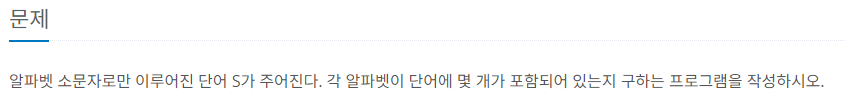 문제
알파벳 소문자로만 이루어진 단어 S가 주어진다. 각 알파벳이 단어에 몇 개가 포함되어 있는지 구하는 프로그램을 작성하시오.